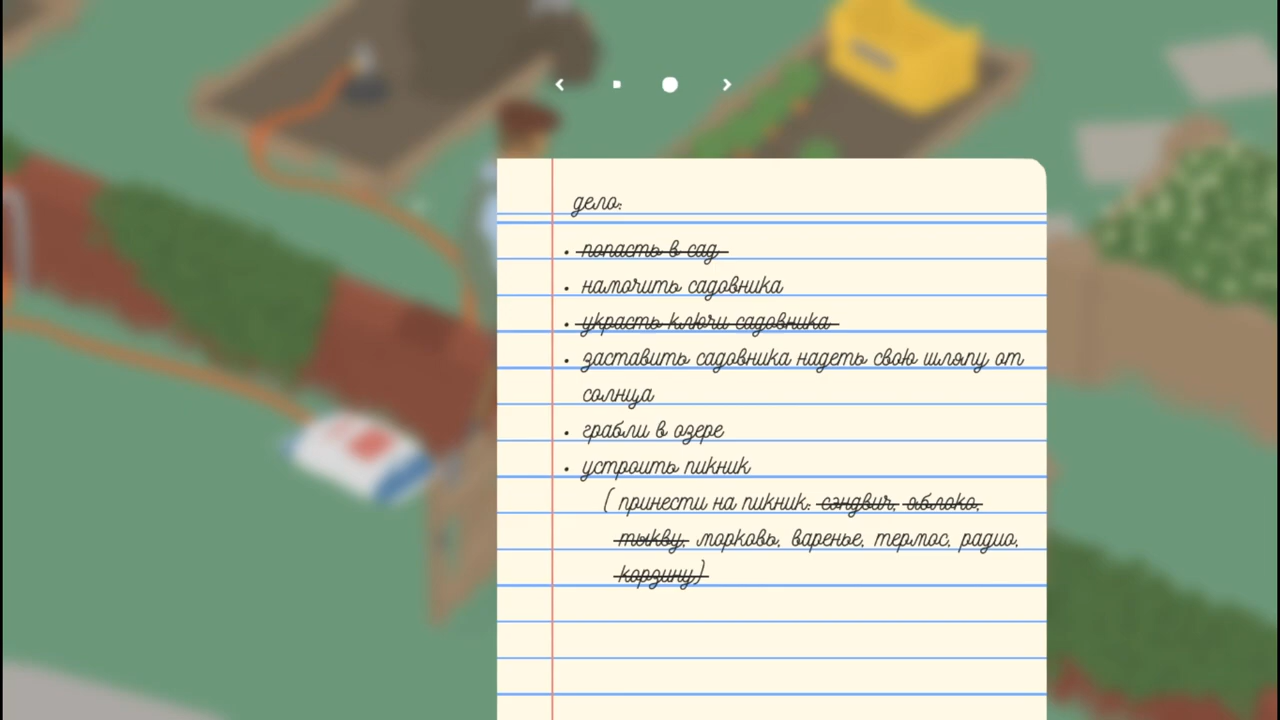 дело:
• попасть в сад
• намочить садовника
• украсть ключи садовника
• заставить садовника надеть свою шляпу от
солнца
• грабли в озере
• устроить пикник
( принести на пикник: сэндвич, яблоко,
тыкву, морковь, варенье, термос, радио,
корзину)